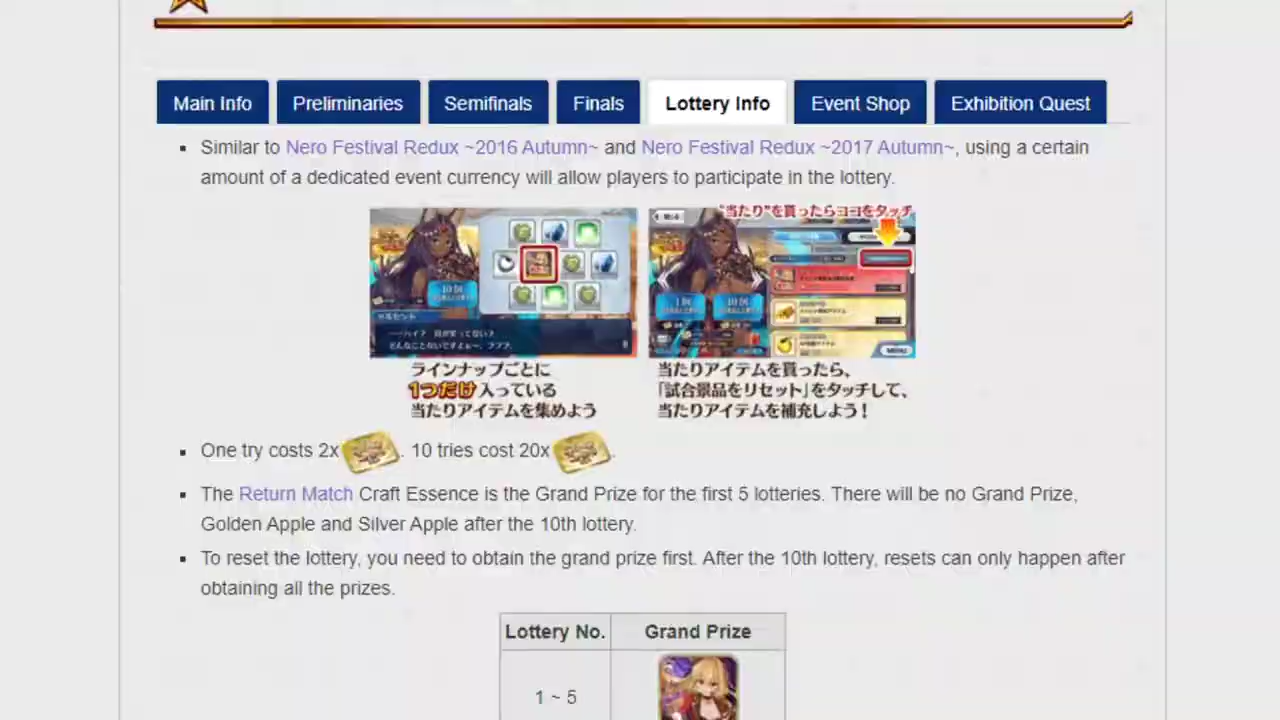 Main Info
Preliminaries
Semifinals
Finals
Lottery Info
Event Shop
Exhibition Quest
Similar to Nero Festival Redux ~2016 Autumn~ and Nero Festival Redux ~2017 Autumn~, using a certain
amount of a dedicated event currency will allow players to participate in the lottery.
"当たり"を貰ったらココをタッチ
MENU
ラインナップごとに
1つだけ入っている
当たりアイテムを集めよう
当たりアイテムを貰ったら、
「試合景品をリセット」をタッチして、
当たりアイテムを補充しよう！
One try costs 2x . 10 tries cost 20x .
The Return Match Craft Essence is the Grand Prize for the first 5 lotteries. There will be no Grand Prize,
Golden Apple and Silver Apple after the 10th lottery.
To reset the lottery, you need to obtain the grand prize first. After the 10th lottery, resets can only happen after
obtaining all the prizes.
Lottery No.
Grand Prize
1 ~ 5